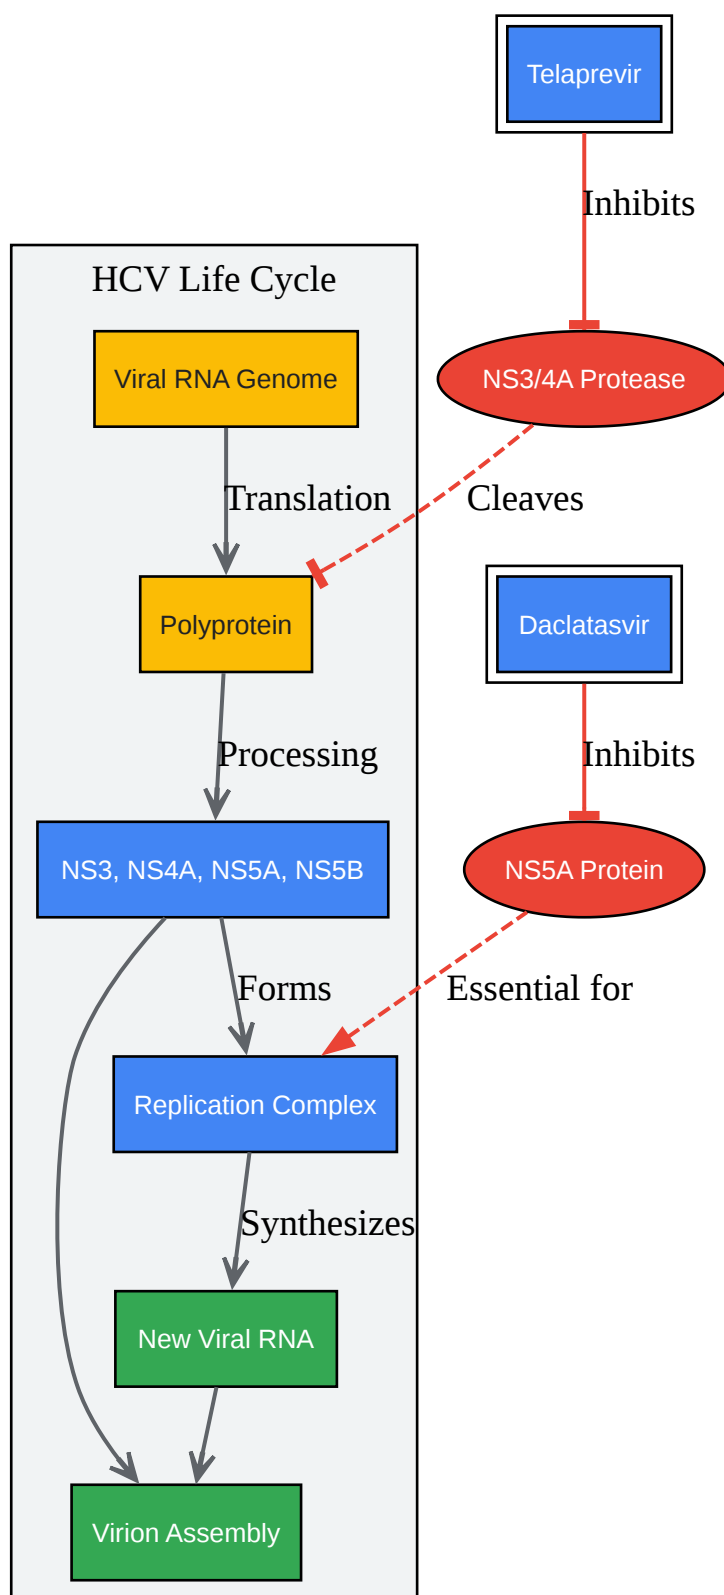 Telaprevir
Inhibits
HCV Life Cycle
Viral RNA Genome
NS3/4A Protease
Translation
Cleaves
Polyprotein
Daclatasvir
Processing
Inhibits
NS3, NS4A, NS5A, NS5B
NS5A Protein
Forms
Essential for
Replication Complex
Synthesizes
New Viral RNA
Virion Assembly